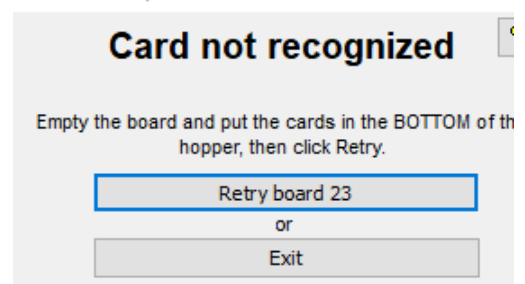 Card not recognized
Empty the board and put the cards in the BOTTOM of th
hopper, then click Retry.
Retry board 23
or
Exit